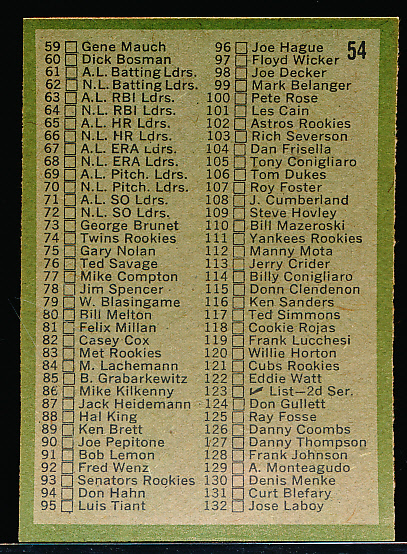 54
59 Gene Mauch
60 Dick Bosman
61 A.L. Batting Ldrs.
62 N.L. Batting Ldrs.
63 A.L. RBI Ldrs.
64 N.L. RBI Ldrs.
65 A.L. HR Ldrs.
66 N.L. HR Ldrs.
67 A.L. ERA Ldrs.
68 N.L. ERA Ldrs.
69 A.L. Pitch. Ldrs.
70 N.L. Pitch. Ldrs.
71 A.L. SO Ldrs.
72 N.L. SO Ldrs.
73 George Brunet
74 Twins Rookies
75 Gary Nolan
76 Ted Savage
77 Mike Compton
78 Jim Spencer
79 W. Blasingame
80 Bill Melton
81 Felix Millan
82 Casey Cox
83 Met Rookies
84 M. Lachemann
85 B. Grabarkewitz
86 Mike Kilkenny
87 Jack Heidemann
88 Hal King
89 Ken Brett
90 Joe Pepitone
91 Bob Lemon
92 Fred Wenz
93 Senators Rookies
94 Don Hahn
95 Luis Tiant
96 Joe Hague
97 Floyd Wicker
98 Joe Decker
99 Mark Belanger
100 Pete Rose
101 Les Cain
102 Astros Rookies
103 Rich Severson
104 Dan Frisella
105 Tony Conigliaro
106 Tom Dukes
107 Roy Foster
108 J. Cumberland
109 Steve Hovley
110 Bill Mazeroski
111 Yankees Rookies
112 Manny Mota
113 Jerry Crider
114 Billy Conigliaro
115 Donn Clendenon
116 Ken Sanders
117 Ted Simmons
118 Cookie Rojas
119 Frank Lucchesi
120 Willie Horton
121 Cubs Rookies
122 Eddie Watt
123 List—2d Ser.
124 Don Gullett
125 Ray Fosse
126 Danny Coombs
127 Danny Thompson
128 Frank Johnson
129 A. Monteagudo
130 Denis Menke
131 Curt Blefary
132 Jose Laboy